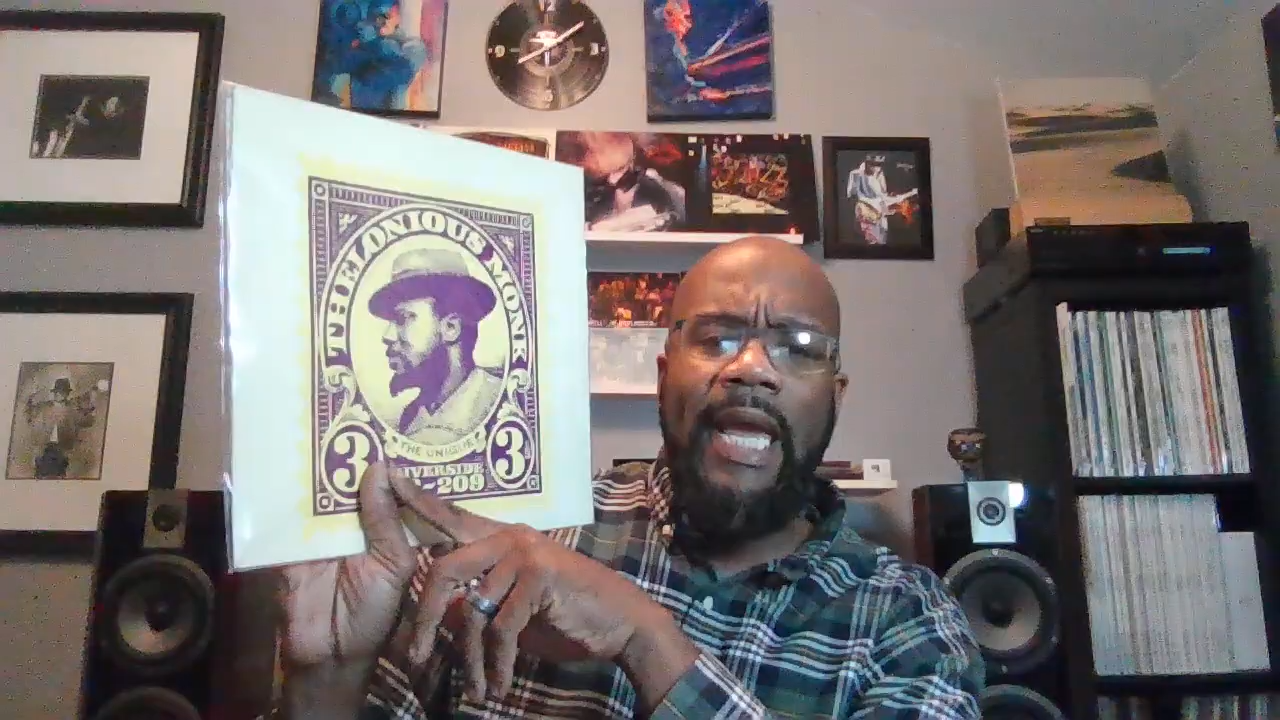 THELONIOUS MONK
THE UNIQUE
3 3
RIVERSIDE
-209